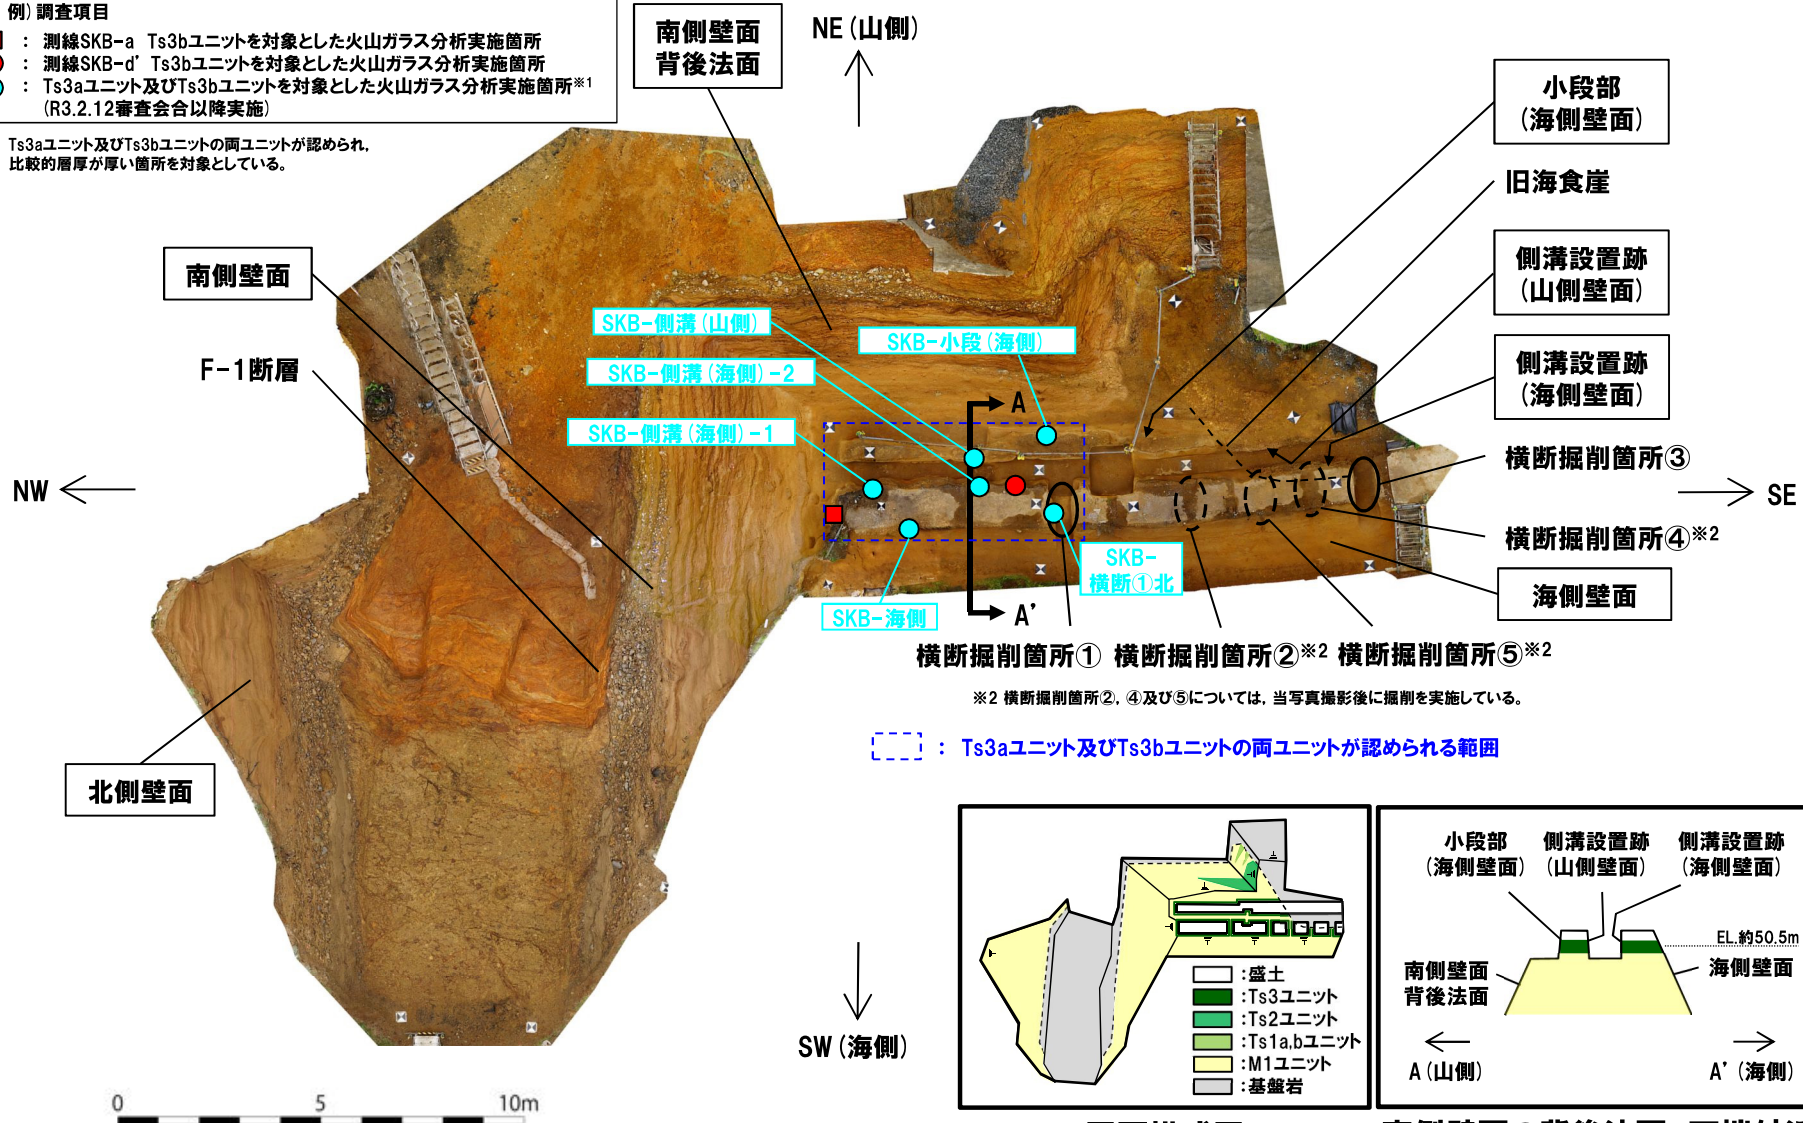 例）調査項目
： 測線SKB-a Ts3bユニットを対象とした火山ガラス分析実施箇所
： 測線SKB-d' Ts3bユニットを対象とした火山ガラス分析実施箇所
： Ts3aユニット及びTs3bユニットを対象とした火山ガラス分析実施箇所※1
(R3.2.12審査会合以降実施)
Ts3aユニット及びTs3bユニットの両ユニットが認められ，
比較的層厚が厚い箇所を対象としている。
南側壁面
背後法面
NE（山側）
小段部
（海側壁面）
旧海食崖
側溝設置跡
（山側壁面）
側溝設置跡
（海側壁面）
南側壁面
F-1断層
SKB-側溝（山側）
SKB-小段（海側）
SKB-側溝（海側）-2
SKB-側溝（海側）-1
A
横断掘削箇所③
NW
SE
横断掘削箇所④※2
SKB-
横断①北
海側壁面
SKB-海側
A'
横断掘削箇所① 横断掘削箇所②※2 横断掘削箇所⑤※2
※2 横断掘削箇所②，④及び⑤については，当写真撮影後に掘削を実施している。
： Ts3aユニット及びTs3bユニットの両ユニットが認められる範囲
北側壁面
SW（海側）
：盛土
：Ts3ユニット
：Ts2ユニット
：Ts1a,bユニット
：M1ユニット
：基盤岩
小段部
（海側壁面）
側溝設置跡
（山側壁面）
側溝設置跡
（海側壁面）
EL.約50.5m
南側壁面
背後法面
海側壁面
A（山側）
A'（海側）
0 5 10m